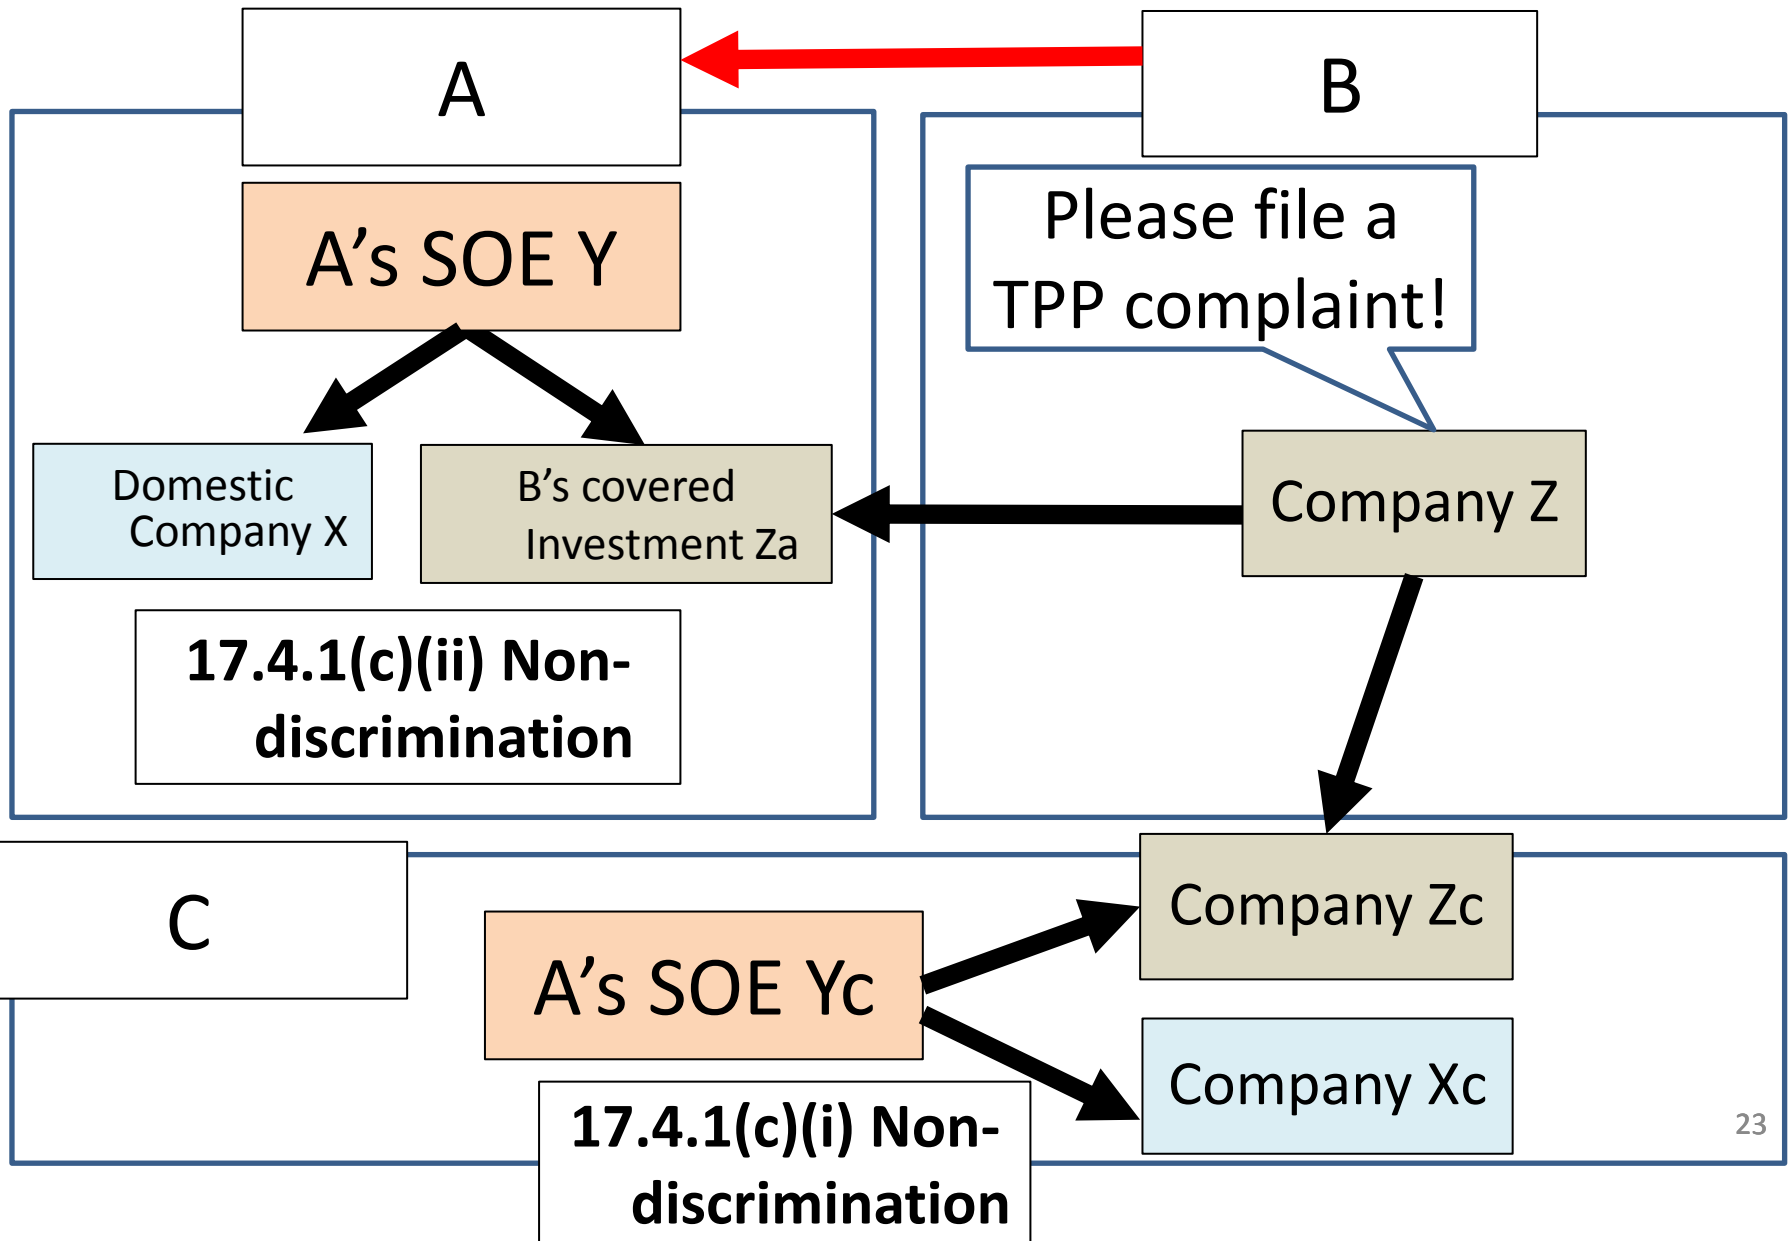 A
B
A’s SOE Y
Please file a
TPP complaint!
Domestic
Company X
B’s covered
Investment Za
Company Z
17.4.1(c)(ii) Non-
discrimination
C
A’s SOE Yc
Company Zc
Company Xc
17.4.1(c)(i) Non-
discrimination
23